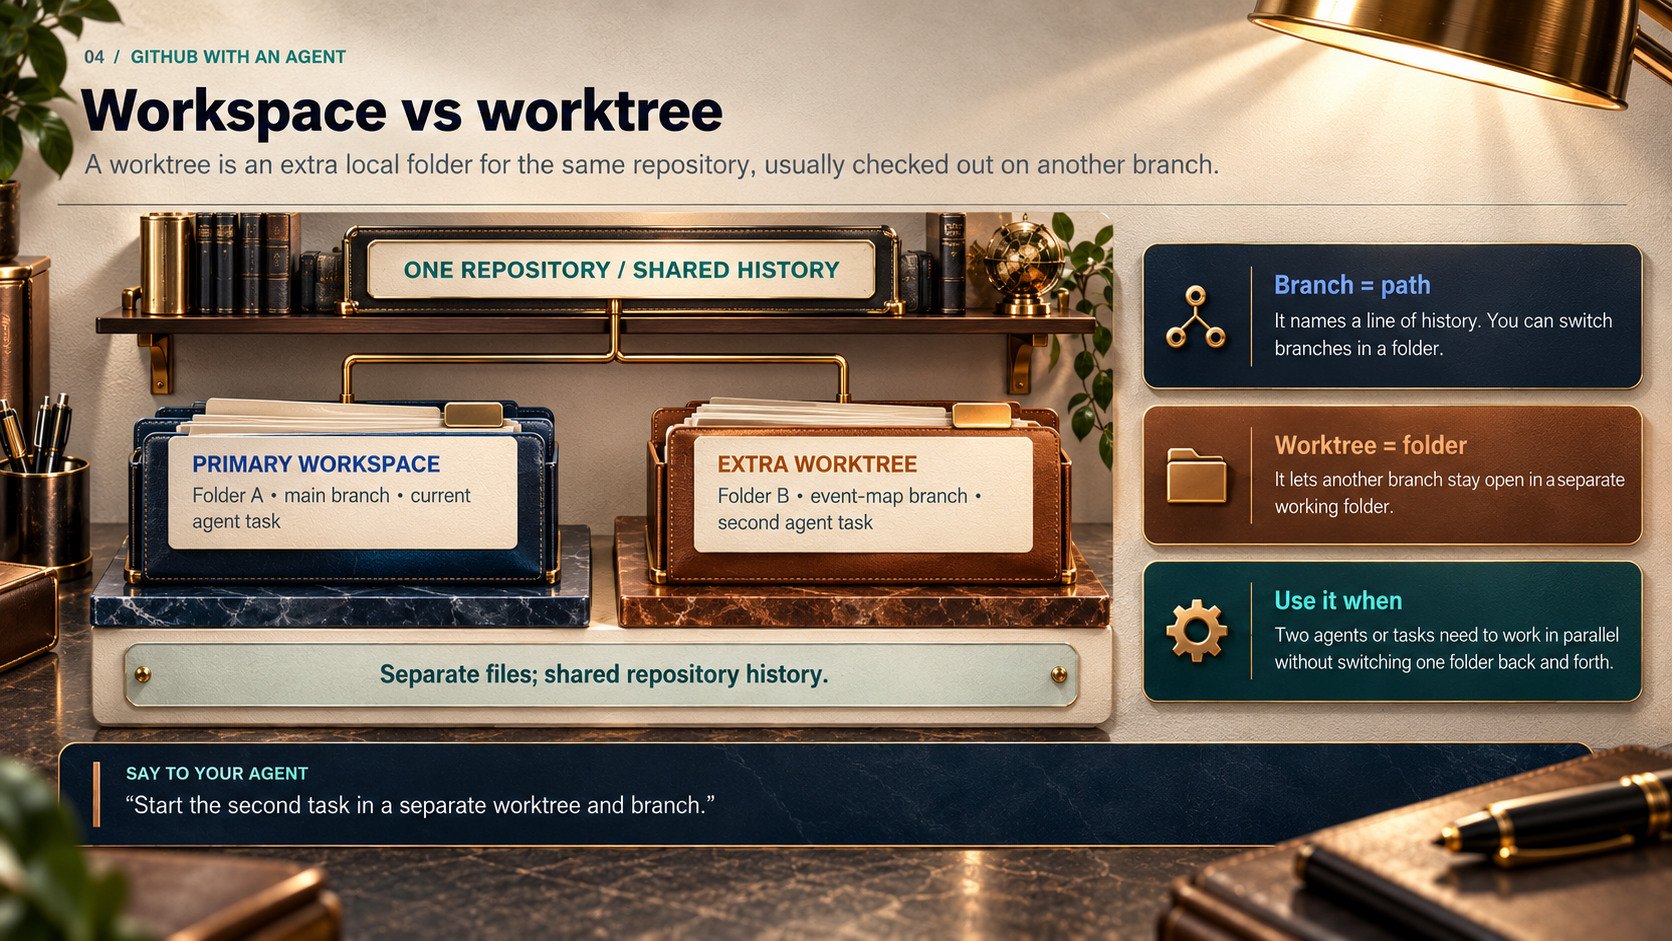 04 / GITHUB WITH AN AGENT
Workspace vs worktree
A worktree is an extra local folder for the same repository, usually checked out on another branch.
ONE REPOSITORY / SHARED HISTORY
PRIMARY WORKSPACE
Folder A • main branch • current
agent task
EXTRA WORKTREE
Folder B • event-map branch •
second agent task
Separate files; shared repository history.
Branch = path
It names a line of history. You can switch
branches in a folder.
Worktree = folder
It lets another branch stay open in a separate
working folder.
Use it when
Two agents or tasks need to work in parallel
without switching one folder back and forth.
SAY TO YOUR AGENT
“Start the second task in a separate worktree and branch.”